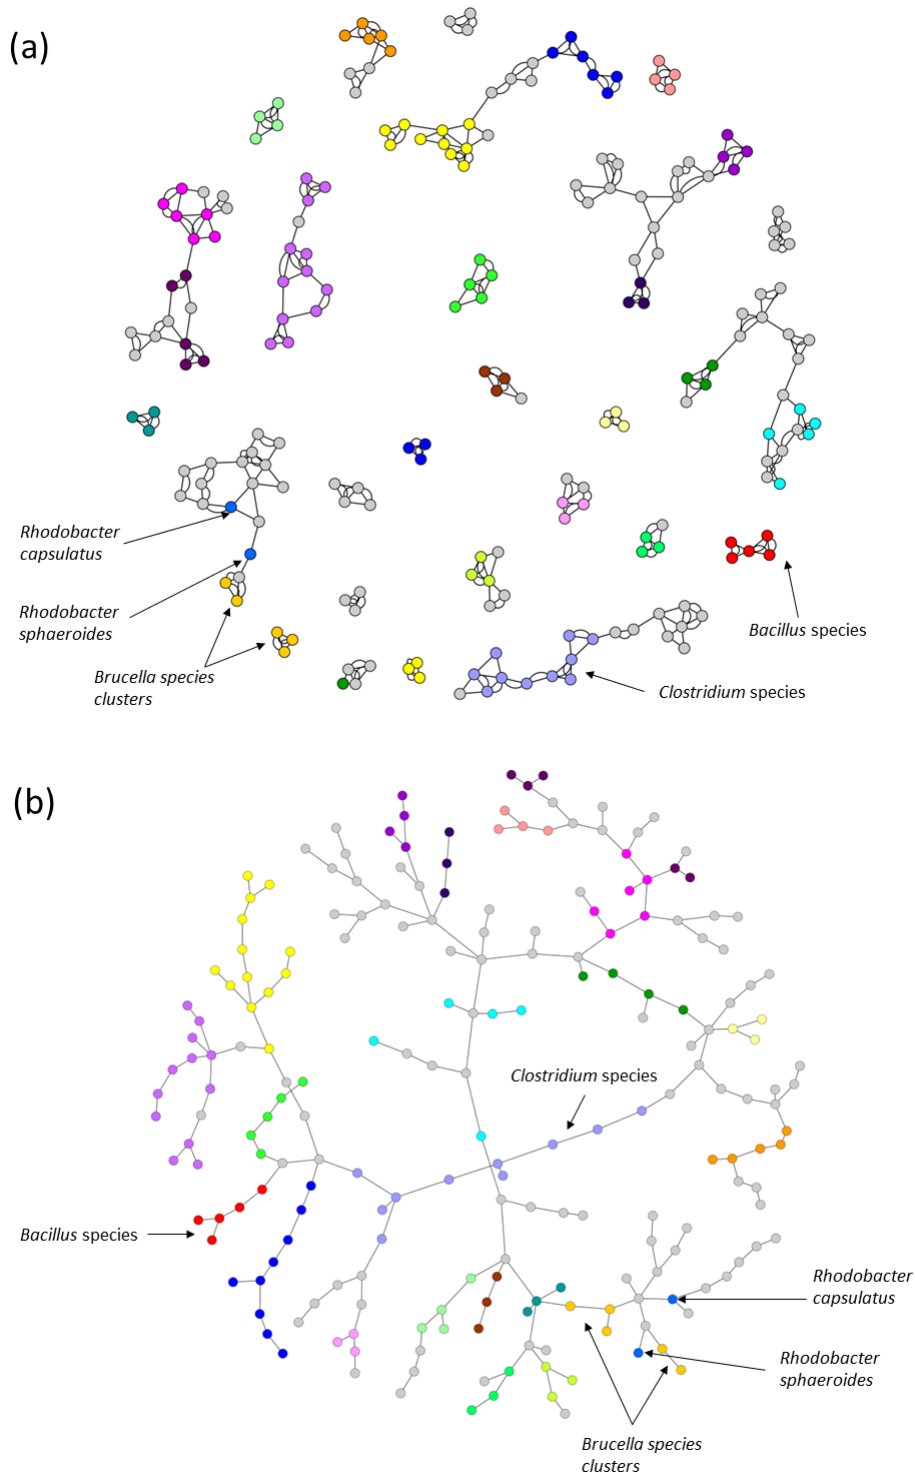 (a)
Rhodobacter
capsulatus
Rhodobacter
sphaeroides
Brucella species
clusters
Bacillus species
Clostridium species
(b)
Clostridium species
Bacillus species
Rhodobacter
capsulatus
Rhodobacter
sphaeroides
Brucella species
clusters